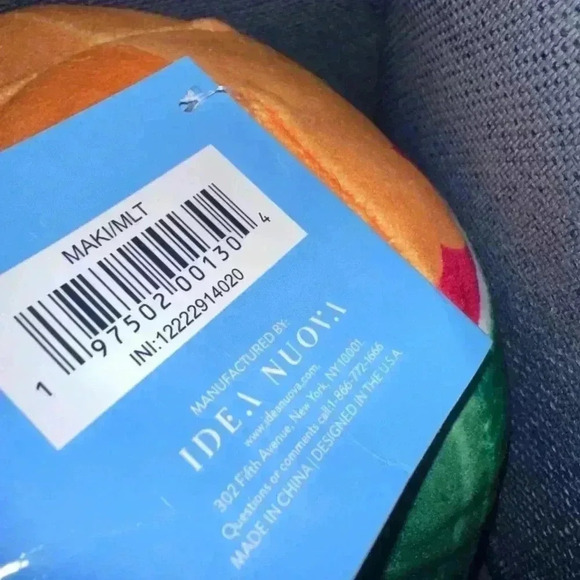 MAKI/MLT
1 97502 00130 4
INI:12222914020
MANUFACTURED BY:
IDEA NUOVA
www.ideanuova.com
302 Fifth Avenue, New York, NY 10001
Questions or comments call:1-866-772-1666
MADE IN CHINA | DESIGNED IN THE U.S.A